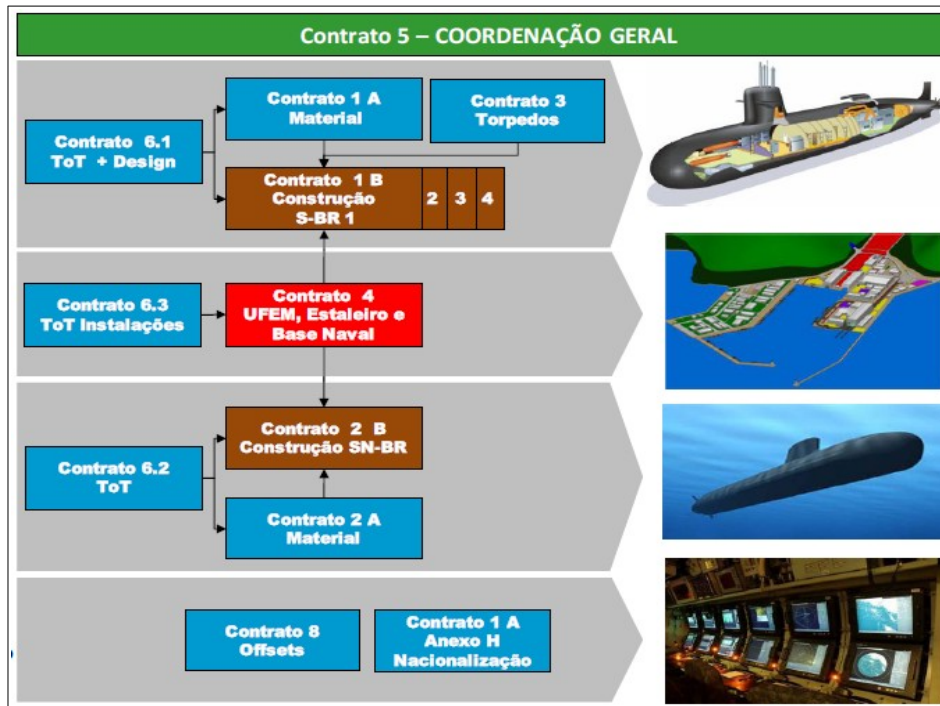 Contrato 5 – COORDENAÇÃO GERAL
Contrato 1 A
Material
Contrato 3
Torpedos
Contrato 6.1
ToT + Design
Contrato 1 B
Construção
S-BR 1
2
3
4
Contrato 6.3
ToT Instalações
Contrato 4
UFEM, Estaleiro e
Base Naval
Contrato 2 B
Construção SN-BR
Contrato 6.2
ToT
Contrato 2 A
Material
Contrato 8
Offsets
Contrato 1 A
Anexo H
Nacionalização